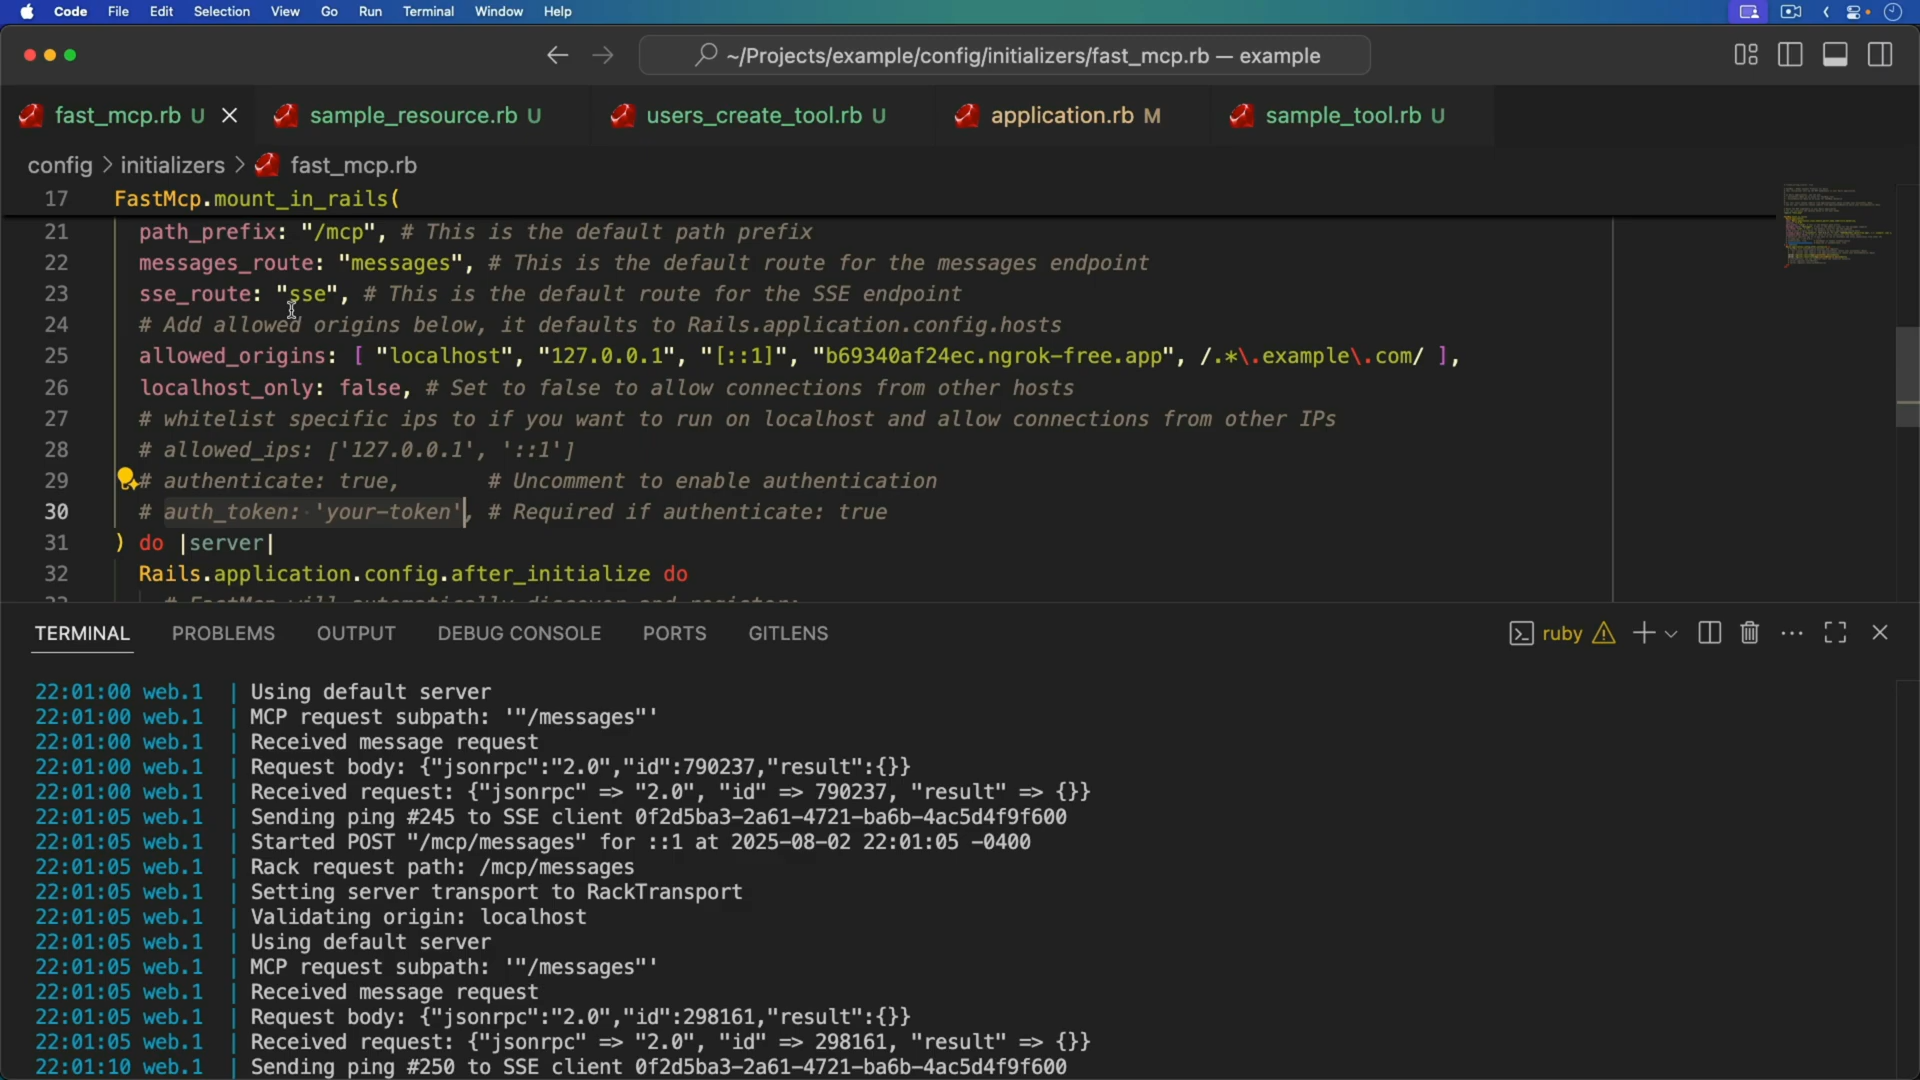 Code File Edit Selection View Go Run Terminal Window Help
~/Projects/example/config/initializers/fast_mcp.rb — example
fast_mcp.rb U sample_resource.rb U users_create_tool.rb U application.rb M sample_tool.rb U
config > initializers > fast_mcp.rb
17 FastMcp.mount_in_rails(
21 path_prefix: "/mcp", # This is the default path prefix
22 messages_route: "messages", # This is the default route for the messages endpoint
23 sse_route: "sse", # This is the default route for the SSE endpoint
24 # Add allowed origins below, it defaults to Rails.application.config.hosts
25 allowed_origins: [ "localhost", "127.0.0.1", "[::1]", "b69340af24ec.ngrok-free.app", /.*\.example\.com/ ],
26 localhost_only: false, # Set to false to allow connections from other hosts
27 # whitelist specific ips to if you want to run on localhost and allow connections from other IPs
28 # allowed_ips: ['127.0.0.1', '::1']
29 # authenticate: true, # Uncomment to enable authentication
30 # auth_token: 'your-token', # Required if authenticate: true
31 ) do |server|
32 Rails.application.config.after_initialize do
TERMINAL PROBLEMS OUTPUT DEBUG CONSOLE PORTS GITLENS ruby
22:01:00 web.1 | Using default server
22:01:00 web.1 | MCP request subpath: '"/messages"'
22:01:00 web.1 | Received message request
22:01:00 web.1 | Request body: {"jsonrpc":"2.0","id":790237,"result":{}}
22:01:00 web.1 | Received request: {"jsonrpc" => "2.0", "id" => 790237, "result" => {}}
22:01:05 web.1 | Sending ping #245 to SSE client 0f2d5ba3-2a61-4721-ba6b-4ac5d4f9f600
22:01:05 web.1 | Started POST "/mcp/messages" for ::1 at 2025-08-02 22:01:05 -0400
22:01:05 web.1 | Rack request path: /mcp/messages
22:01:05 web.1 | Setting server transport to RackTransport
22:01:05 web.1 | Validating origin: localhost
22:01:05 web.1 | Using default server
22:01:05 web.1 | MCP request subpath: '"/messages"'
22:01:05 web.1 | Received message request
22:01:05 web.1 | Request body: {"jsonrpc":"2.0","id":298161,"result":{}}
22:01:05 web.1 | Received request: {"jsonrpc" => "2.0", "id" => 298161, "result" => {}}
22:01:10 web.1 | Sending ping #250 to SSE client 0f2d5ba3-2a61-4721-ba6b-4ac5d4f9f600